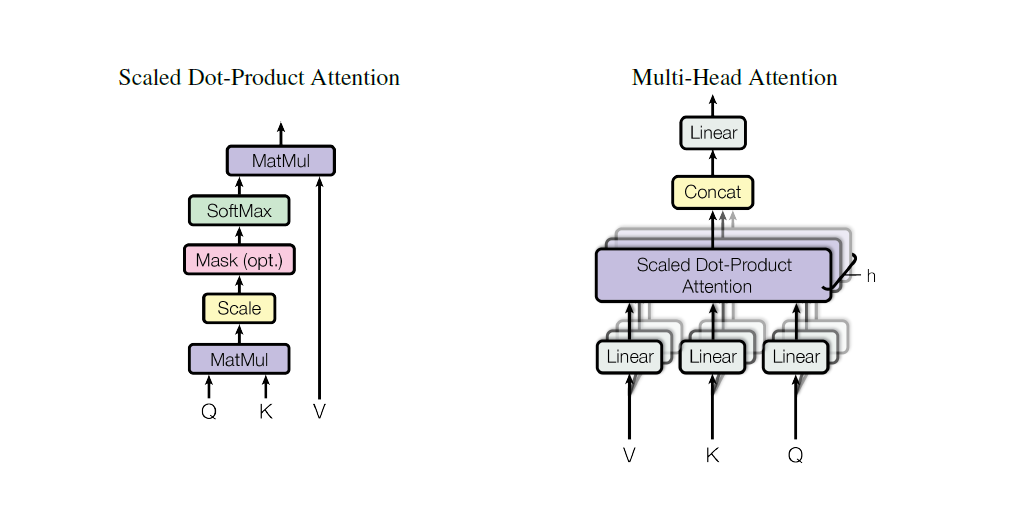 Scaled Dot-Product Attention
MatMul
SoftMax
Mask (opt.)
Scale
MatMul
Q K V
Multi-Head Attention
Linear
Concat
Scaled Dot-Product
Attention
h
Linear Linear Linear
V K Q